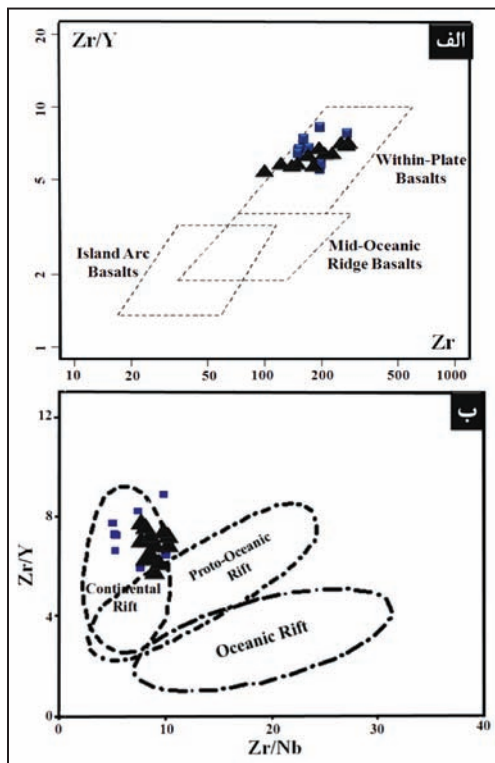 Zr/Y
الف
20
10
5
2
1
Within-Plate
Basalts
Island Arc
Basalts
Mid-Oceanic
Ridge Basalts
Zr
10 20 50 100 200 500 1000
ب
12
8
4
0
Zr/Y
Continental
Rift
Proto-Oceanic
Rift
Oceanic Rift
0 10 20 30 40
Zr/Nb